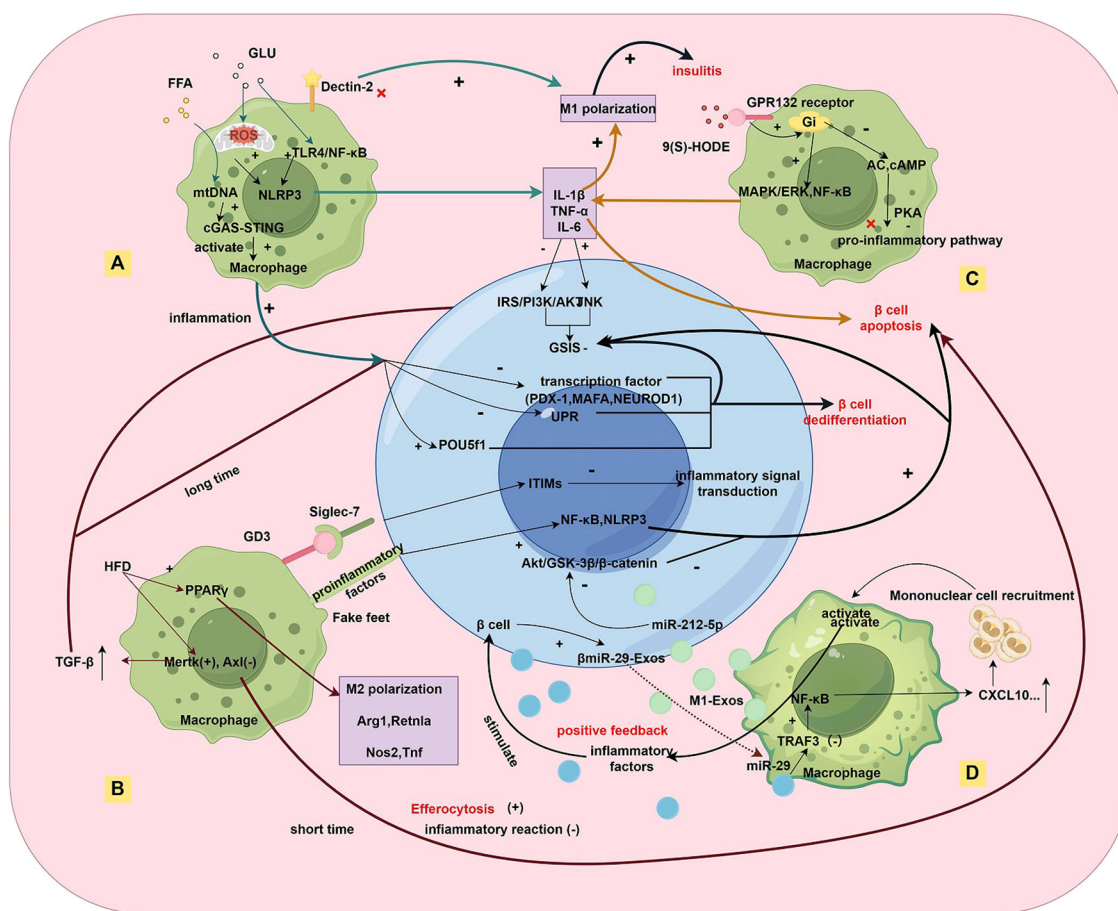 GLU
FFA
Dectin-2
ROS
TLR4/NF-κB
mtDNA
NLRP3
cGAS-STING
activate
Macrophage
A
inflammation
+
+
+
+
+
+
M1 polarization
+
insulitis
+
IL-1β
TNF-α
IL-6
-
+
GPR132 receptor
9(S)-HODE
Gi
+
-
+
AC,cAMP
MAPK/ERK,NF-κB
PKA
-
pro-inflammatory pathway
Macrophage
C
IRS/PI3K/AKT
JNK
GSIS -
β cell
apoptosis
-
transcription factor
(PDX-1,MAFA,NEUROD1)
-
UPR
β cell
dedifferentiation
+
POU5f1
long time
-
ITIMs
inflammatory signal
transduction
+
Siglec-7
GD3
NF-κB,NLRP3
+
proinflammatory
factors
Akt/GSK-3β/β-catenin
-
-
HFD
+
PPARγ
Fake feet
TGF-β
Mertk(+), Axl(-)
Macrophage
M2 polarization
Arg1,Retnla
Nos2,Tnf
B
β cell
+
miR-212-5p
βmiR-29-Exos
M1-Exos
stimulate
positive feedback
inflammatory
factors
Mononuclear cell recruitment
activate
activate
NF-κB
CXCL10...
+
TRAF3 (-)
miR-29
Macrophage
D
Efferocytosis (+)
short time
infiammatory reaction (-)